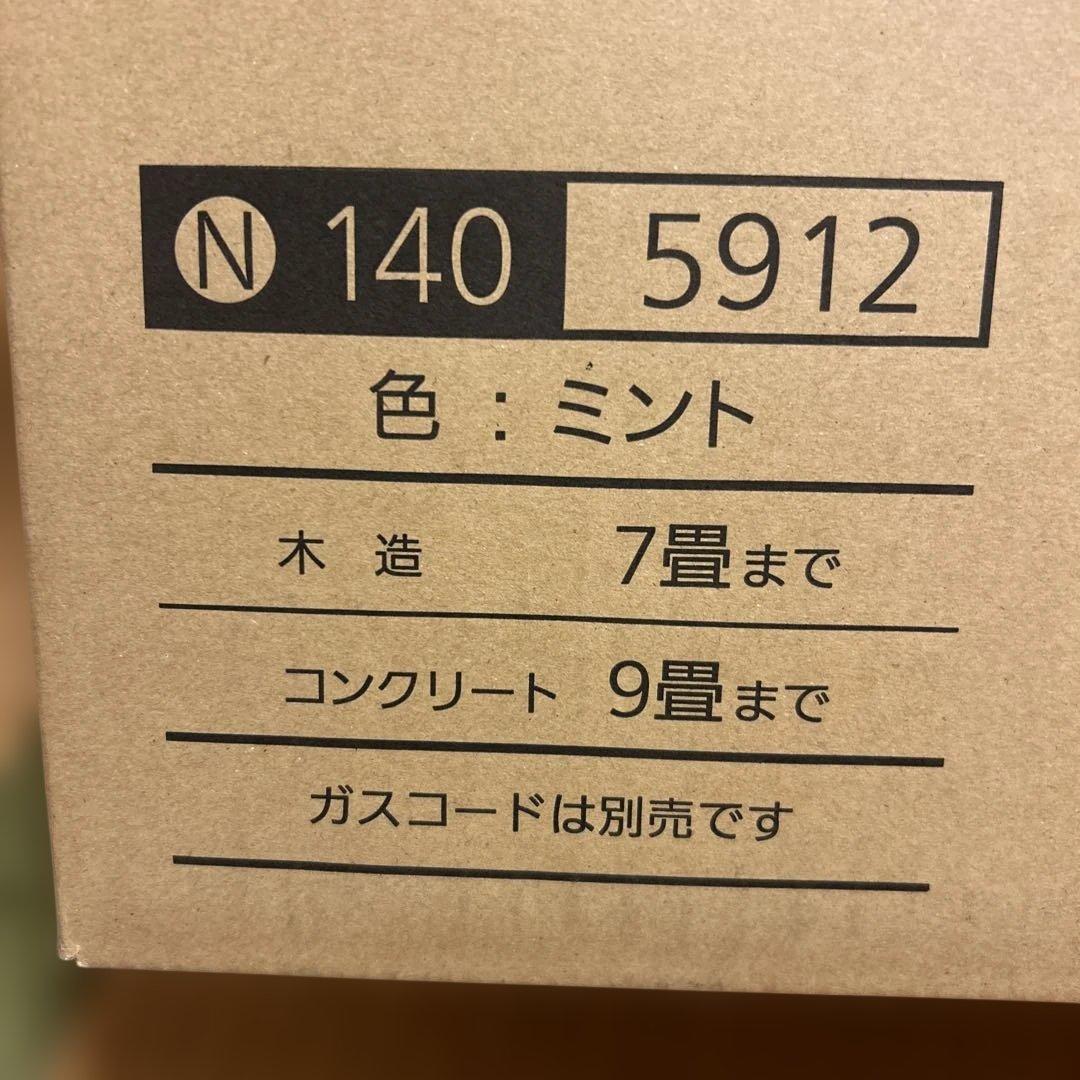 Ⓝ 140 5912
色：ミント
木造 7畳まで
コンクリート 9畳まで
ガスコードは別売です